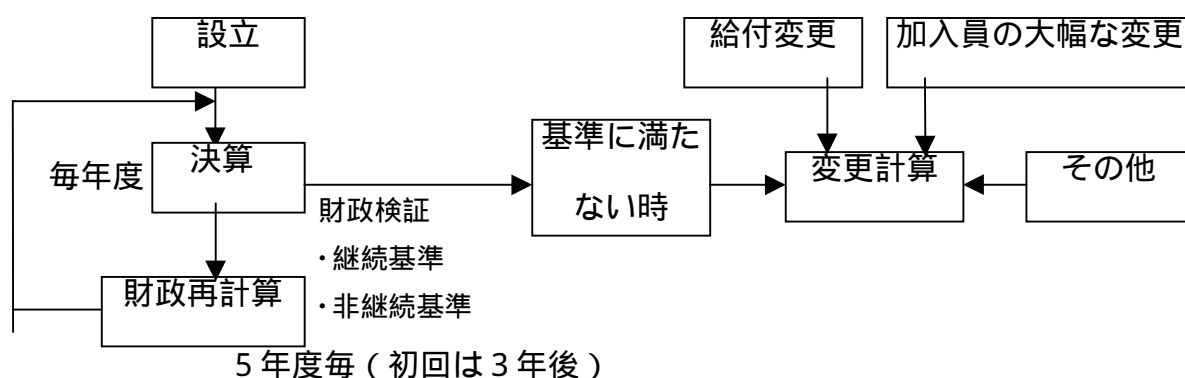 設立
給付変更
加入員の大幅な変更
毎年度
決算
基準に満た
ない時
変更計算
その他
財政検証
・継続基準
・非継続基準
財政再計算
5年度毎(初回は3年後)